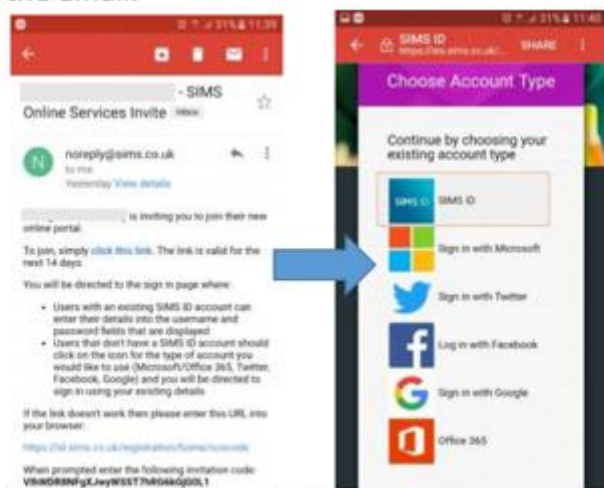 31% 11:39
- SIMS
Online Services Invite Inbox
N
noreply@sims.co.uk
to me
Yesterday View details
is inviting you to join their new
online portal.
To join, simply click this link. The link is valid for the
next 14 days.
You will be directed to the sign in page where:
• Users with an existing SIMS ID account can
enter their details into the username and
password fields that are displayed
• Users that don't have a SIMS ID account should
click on the icon for the type of account you
would like to use (Microsoft/Office 365, Twitter,
Facebook, Google) and you will be directed to
sign in using your existing details
If the link doesn't work then please enter this URL into
your browser:
When prompted enter the following invitation code:
31% 11:40
SIMS ID
SHARE
Choose Account Type
Continue by choosing your
existing account type
SIMS ID SIMS ID
Sign in with Microsoft
Sign in with Twitter
Log in with Facebook
Sign in with Google
Office 365